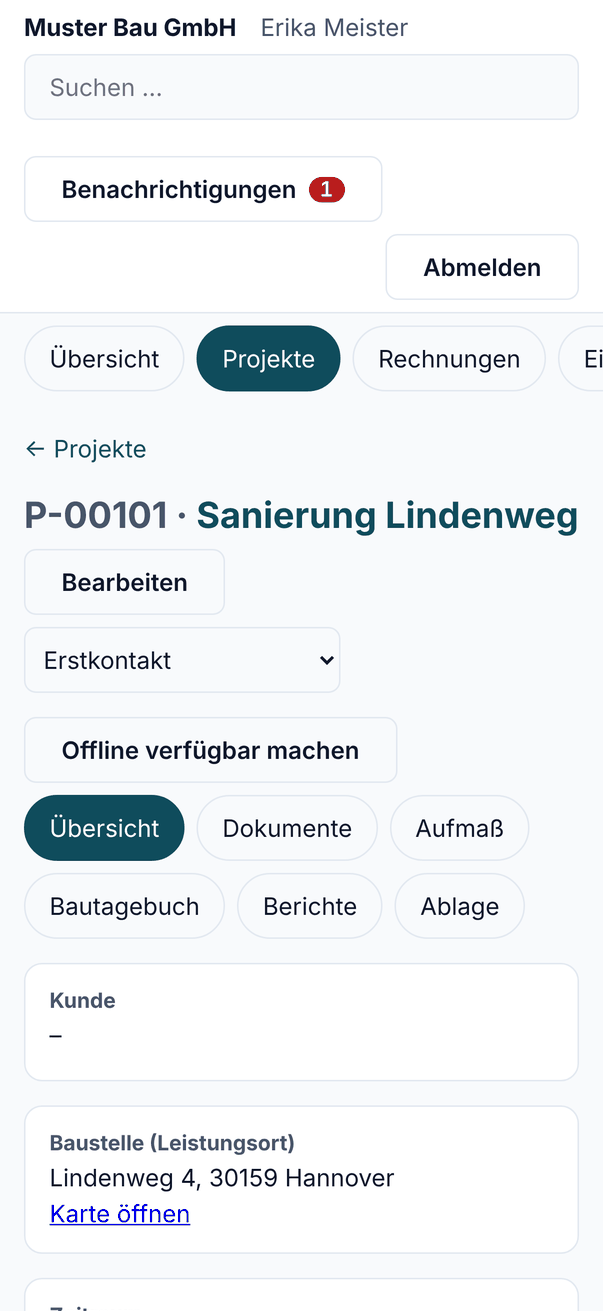 Muster Bau GmbH Erika Meister
Suchen ...
Benachrichtigungen 1
Abmelden
Übersicht Projekte Rechnungen
← Projekte
P-00101 · Sanierung Lindenweg
Bearbeiten
Erstkontakt
Offline verfügbar machen
Übersicht Dokumente Aufmaß
Bautagebuch Berichte Ablage
Kunde
–
Baustelle (Leistungsort)
Lindenweg 4, 30159 Hannover
Karte öffnen